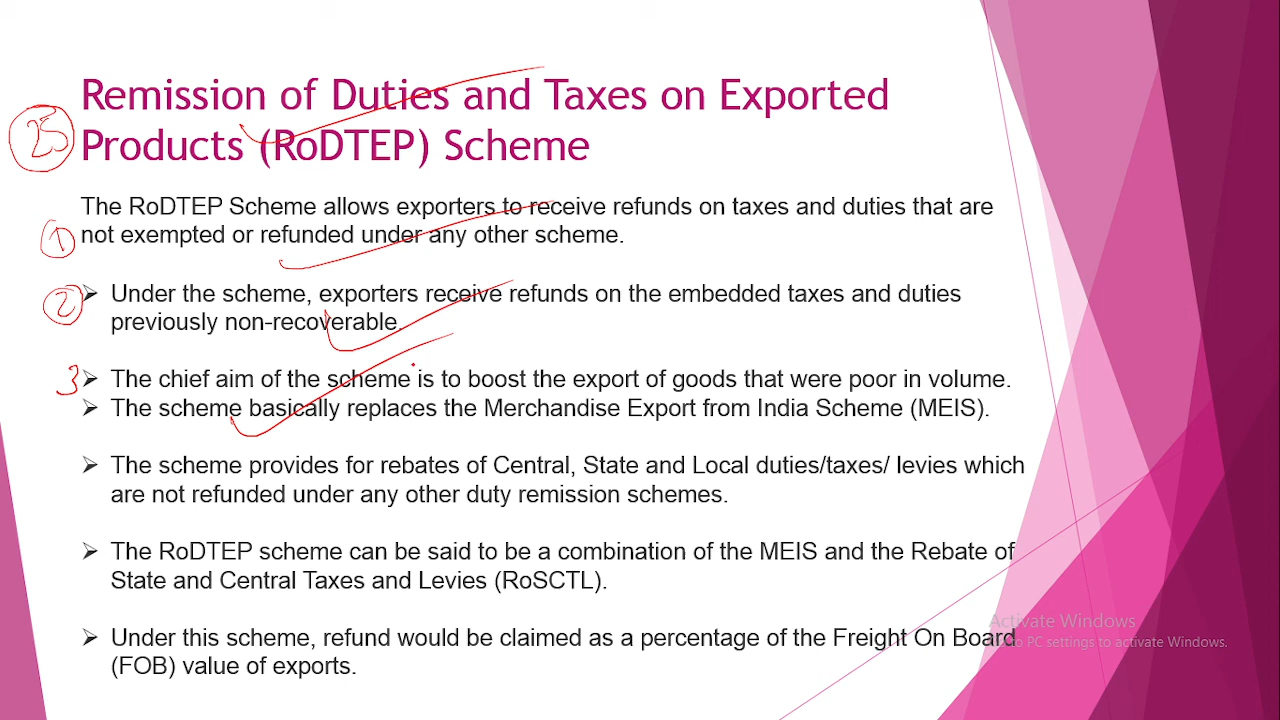 Remission of Duties and Taxes on Exported
25 Products (RoDTEP) Scheme
The RoDTEP Scheme allows exporters to receive refunds on taxes and duties that are
1 not exempted or refunded under any other scheme.
2 ➢ Under the scheme, exporters receive refunds on the embedded taxes and duties
previously non-recoverable.
3 ➢ The chief aim of the scheme is to boost the export of goods that were poor in volume.
➢ The scheme basically replaces the Merchandise Export from India Scheme (MEIS).
➢ The scheme provides for rebates of Central, State and Local duties/taxes/ levies which
are not refunded under any other duty remission schemes.
➢ The RoDTEP scheme can be said to be a combination of the MEIS and the Rebate of
State and Central Taxes and Levies (RoSCTL).
➢ Under this scheme, refund would be claimed as a percentage of the Freight On Board
(FOB) value of exports.
Activate Windows
to PC settings to activate Windows.